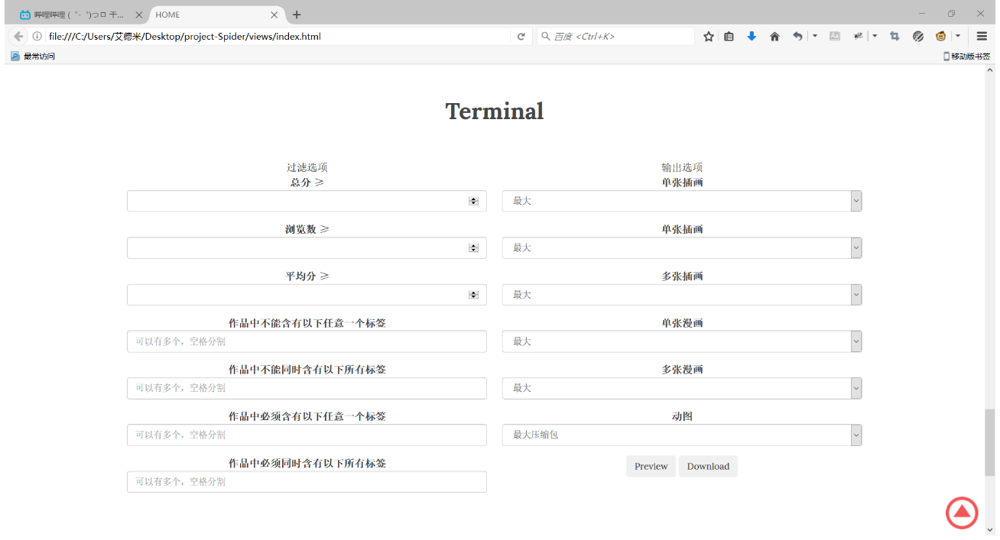 哔哩哔哩 ( ゜- ゜)つロ 干...
HOME
file:///C:/Users/艾德米/Desktop/project-Spider/views/index.html
百度 <Ctrl+K>
最常访问
移动版书签
Terminal
过滤选项
总分 ≥
浏览数 ≥
平均分 ≥
作品中不能含有以下任意一个标签
可以有多个，空格分割
作品中不能同时含有以下所有标签
可以有多个，空格分割
作品中必须含有以下任意一个标签
可以有多个，空格分割
作品中必须同时含有以下所有标签
可以有多个，空格分割
输出选项
单张插画
最大
单张插画
最大
多张插画
最大
单张漫画
最大
多张漫画
最大
动图
最大压缩包
Preview
Download